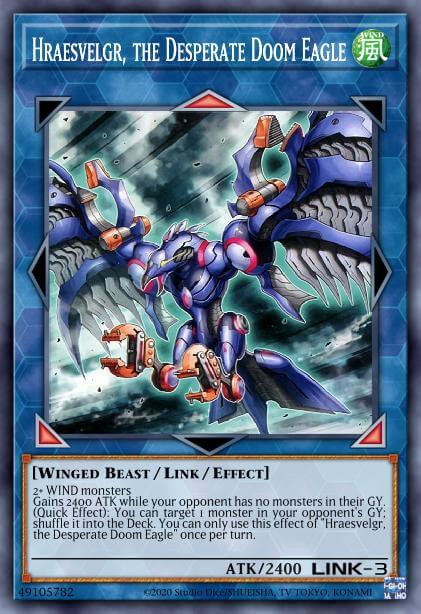 HRAESVELGR, THE DESPERATE DOOM EAGLE
WIND
風
[WINGED BEAST / LINK / EFFECT]
2+ WIND monsters
Gains 2400 ATK while your opponent has no monsters in their GY.
(Quick Effect): You can target 1 monster in your opponent's GY;
shuffle it into the Deck. You can only use this effect of "Hraesvelgr,
the Desperate Doom Eagle" once per turn.
ATK/2400 LINK-3
49105782 ©2020 Studio Dice/SHUEISHA, TV TOKYO, KONAMI